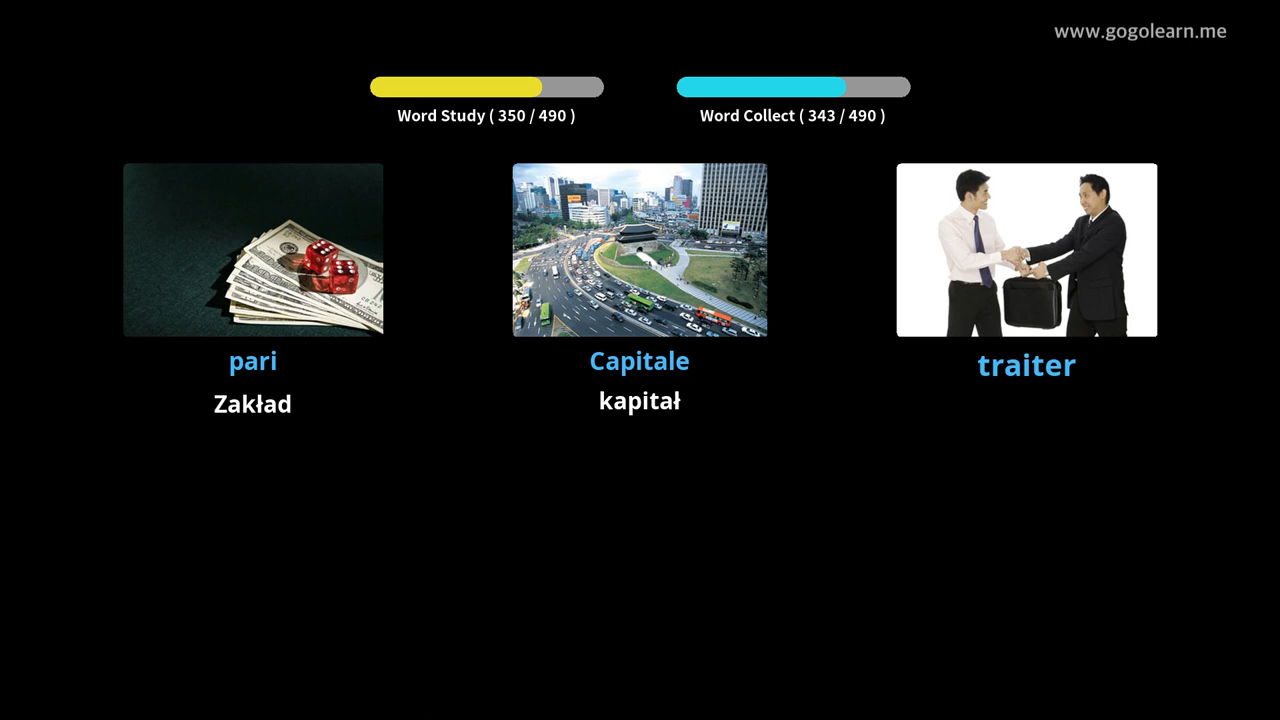 www.gogolearn.me
Word Study ( 350 / 490 )
Word Collect ( 343 / 490 )
pari
Capitale
traiter
Zakład
kapitał